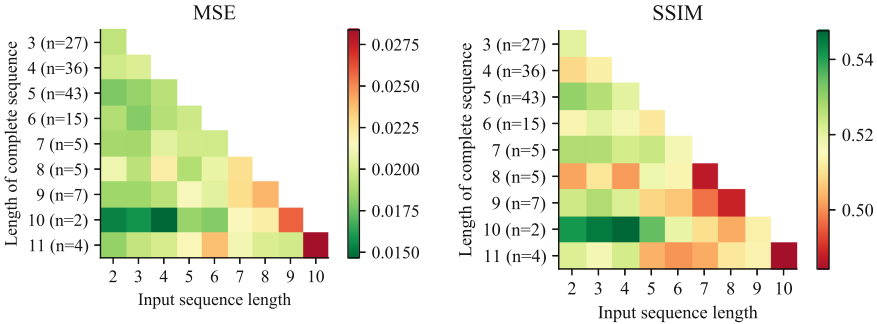 MSE
Length of complete sequence
3 (n=27)
4 (n=36)
5 (n=43)
6 (n=15)
7 (n=5)
8 (n=5)
9 (n=7)
10 (n=2)
11 (n=4)
2 3 4 5 6 7 8 9 10
Input sequence length
0.0275
0.0250
0.0225
0.0200
0.0175
0.0150
SSIM
Length of complete sequence
3 (n=27)
4 (n=36)
5 (n=43)
6 (n=15)
7 (n=5)
8 (n=5)
9 (n=7)
10 (n=2)
11 (n=4)
2 3 4 5 6 7 8 9 10
Input sequence length
0.54
0.52
0.50